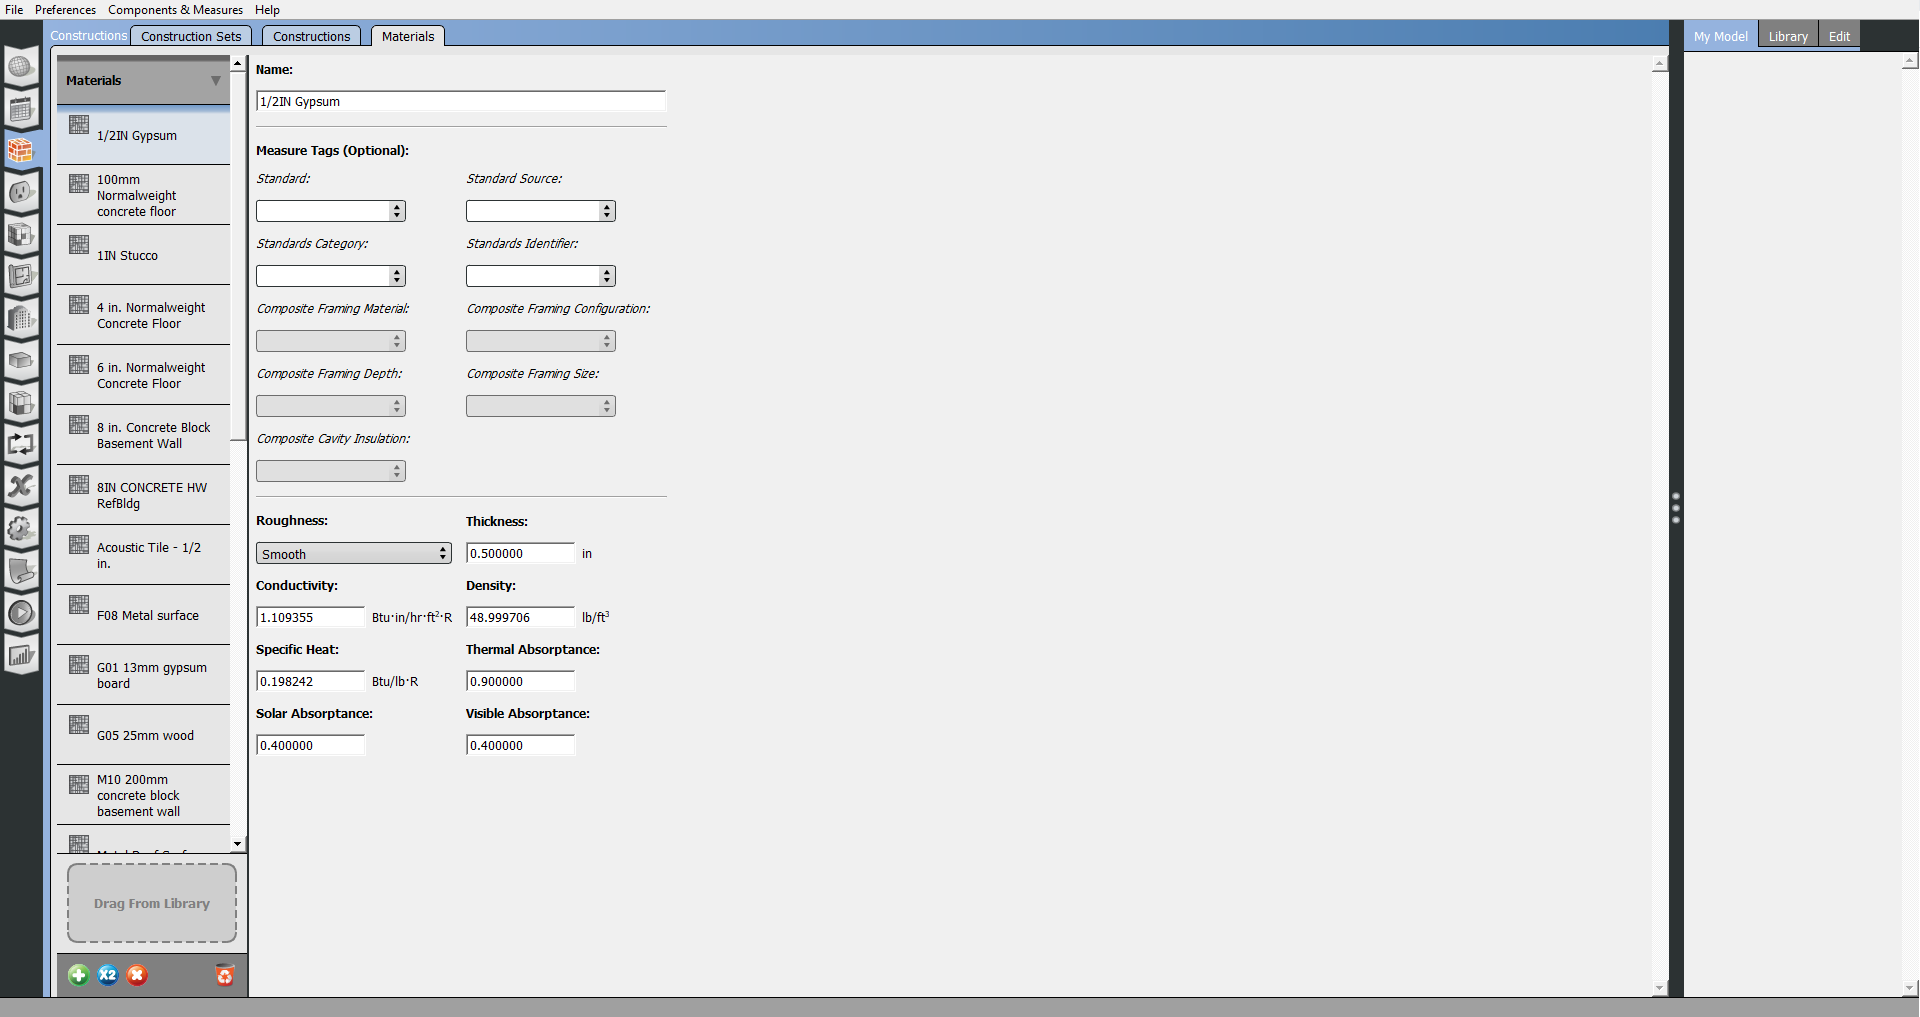 File Preferences Components & Measures Help
Constructions Construction Sets Constructions Materials
My Model Library Edit
Materials
1/2IN Gypsum
100mm
Normalweight
concrete floor
1IN Stucco
4 in. Normalweight
Concrete Floor
6 in. Normalweight
Concrete Floor
8 in. Concrete Block
Basement Wall
8IN CONCRETE HW
RefBldg
Acoustic Tile - 1/2
in.
F08 Metal surface
G01 13mm gypsum
board
G05 25mm wood
M10 200mm
concrete block
basement wall
Drag From Library
X2
Name:
1/2IN Gypsum
Measure Tags (Optional):
Standard: Standard Source:
Standards Category: Standards Identifier:
Composite Framing Material: Composite Framing Configuration:
Composite Framing Depth: Composite Framing Size:
Composite Cavity Insulation:
Roughness: Thickness:
Smooth 0.500000 in
Conductivity: Density:
1.109355 Btu·in/hr·ft²·R 48.999706 lb/ft³
Specific Heat: Thermal Absorptance:
0.198242 Btu/lb·R 0.900000
Solar Absorptance: Visible Absorptance:
0.400000 0.400000